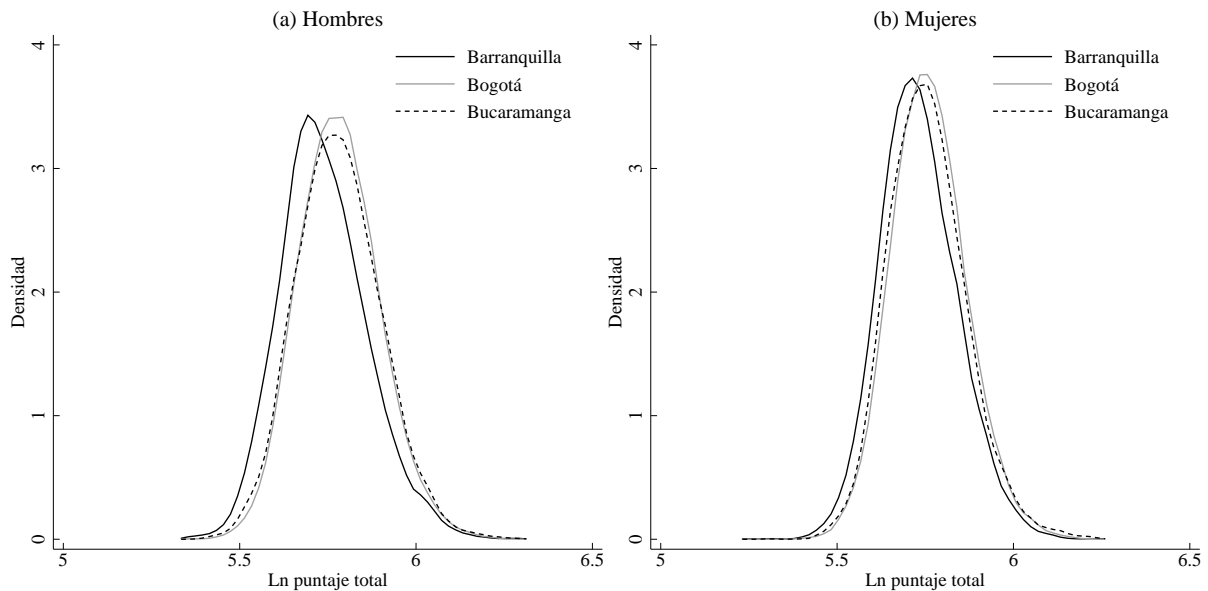 (a) Hombres
Barranquilla
Bogotá
Bucaramanga
Densidad
4
3
2
1
0
5
5.5
6
6.5
Ln puntaje total
(b) Mujeres
Barranquilla
Bogotá
Bucaramanga
Densidad
4
3
2
1
0
5
5.5
6
6.5
Ln puntaje total